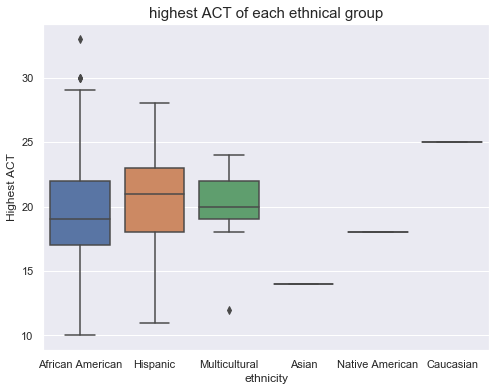 highest ACT of each ethnical group
Highest ACT
30
25
20
15
10
African American Hispanic Multicultural Asian Native American Caucasian
ethnicity